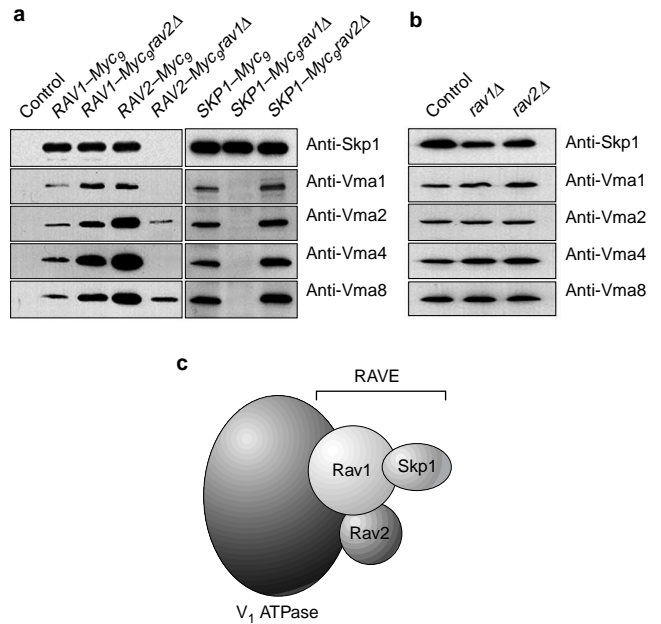 a
Control
RAV1–Myc9
RAV1–Myc9rav2Δ
RAV2–Myc9
RAV2–Myc9rav1Δ
SKP1–Myc9
SKP1–Myc9rav1Δ
SKP1–Myc9rav2Δ
Anti-Skp1
Anti-Vma1
Anti-Vma2
Anti-Vma4
Anti-Vma8
b
Control
rav1Δ
rav2Δ
Anti-Skp1
Anti-Vma1
Anti-Vma2
Anti-Vma4
Anti-Vma8
c
RAVE
Rav1
Skp1
Rav2
V1 ATPase